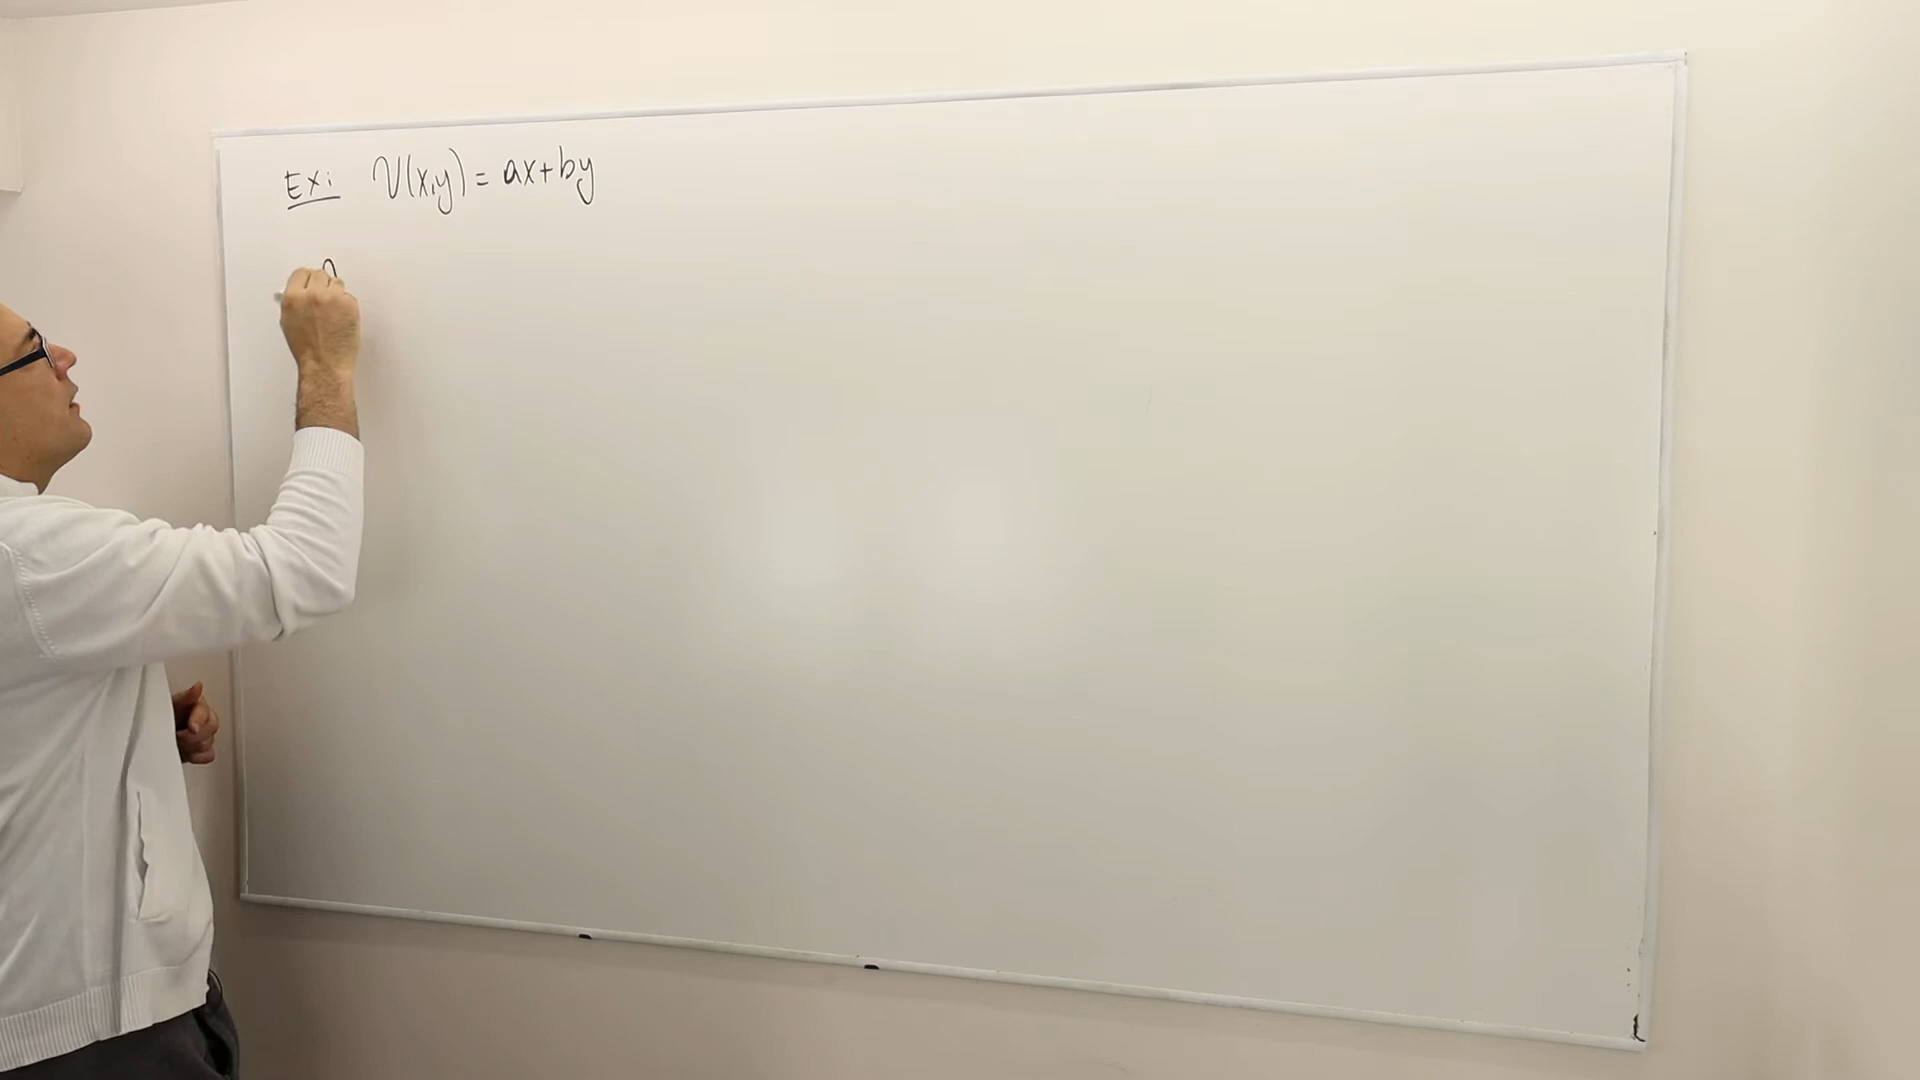 Ex: U(x,y) = ax+by